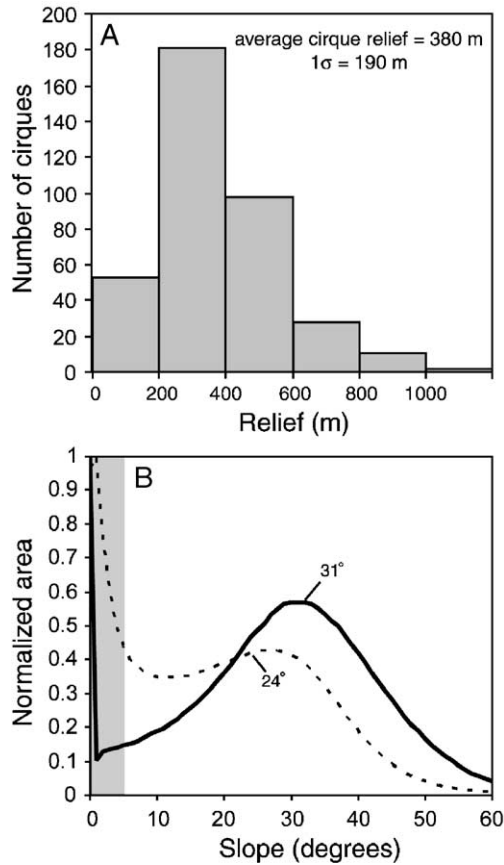 A
average cirque relief = 380 m
1σ = 190 m
Number of cirques
200
180
160
140
120
100
80
60
40
20
0
0 200 400 600 800 1000
Relief (m)
B
Normalized area
1
0.9
0.8
0.7
0.6
0.5
0.4
0.3
0.2
0.1
0
31°
24°
0 10 20 30 40 50 60
Slope (degrees)